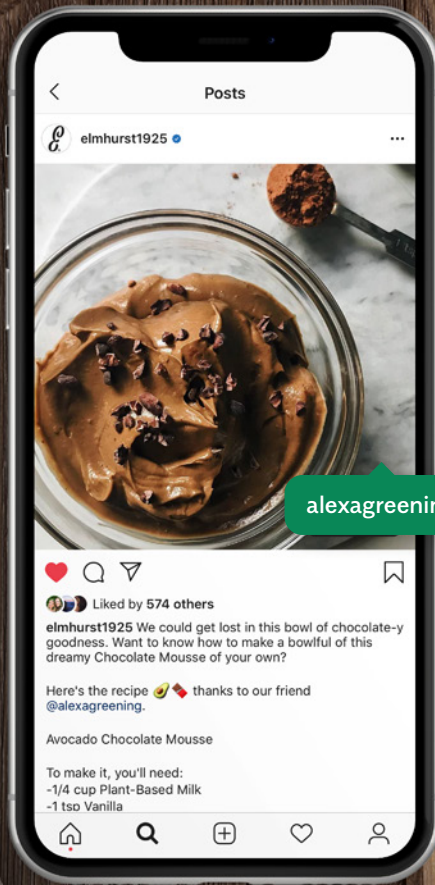 Posts
elmhurst1925
alexagreenin
Liked by 574 others
elmhurst1925 We could get lost in this bowl of chocolate-y
goodness. Want to know how to make a bowlful of this
dreamy Chocolate Mousse of your own?
Here's the recipe 🥑🍫 thanks to our friend
@alexagreening.
Avocado Chocolate Mousse
To make it, you'll need:
-1/4 cup Plant-Based Milk
-1 tsp Vanilla